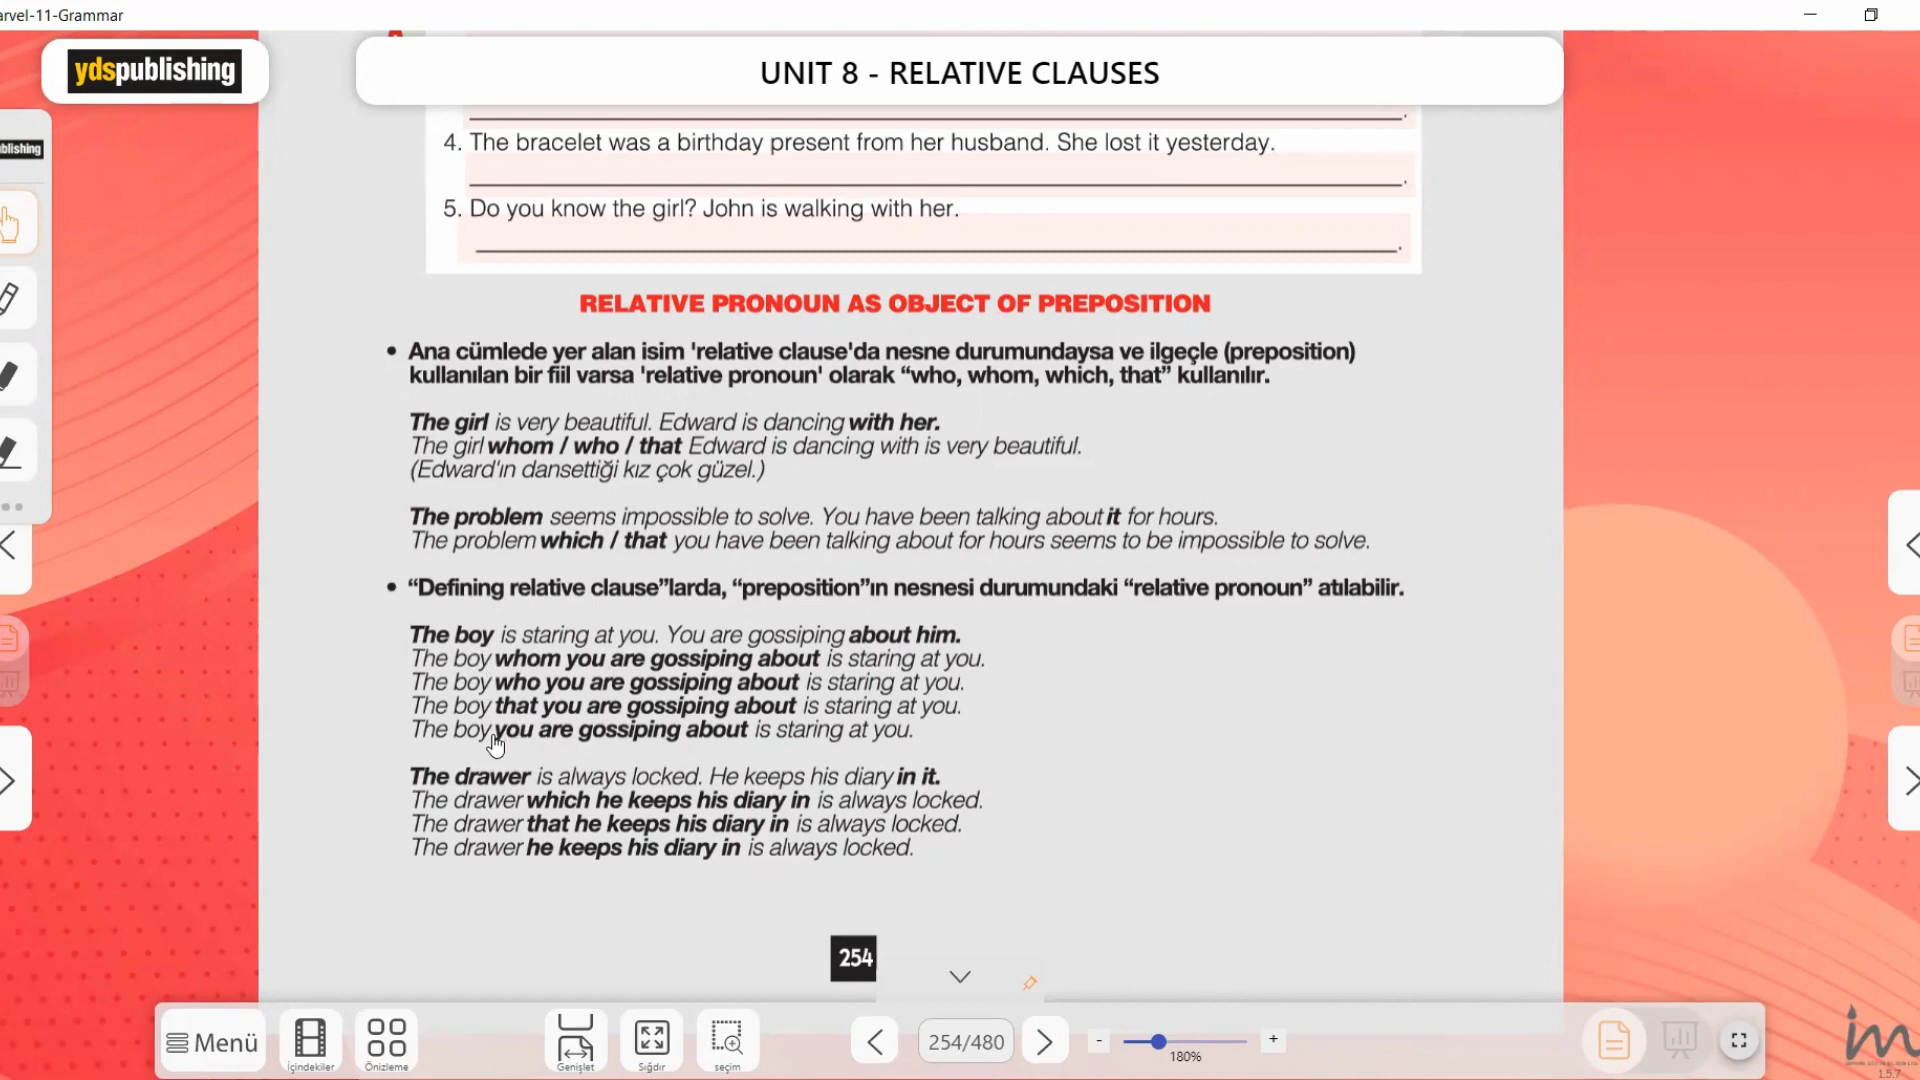 arvel-11-Grammar
ydspublishing
UNIT 8 - RELATIVE CLAUSES
blishing
4. The bracelet was a birthday present from her husband. She lost it yesterday.
5. Do you know the girl? John is walking with her.
RELATIVE PRONOUN AS OBJECT OF PREPOSITION
• Ana cümlede yer alan isim 'relative clause'da nesne durumundaysa ve ilgeçle (preposition)
kullanılan bir fiil varsa 'relative pronoun' olarak “who, whom, which, that” kullanılır.
The girl is very beautiful. Edward is dancing with her.
The girl whom / who / that Edward is dancing with is very beautiful.
(Edward'ın dansettiği kız çok güzel.)
The problem seems impossible to solve. You have been talking about it for hours.
The problem which / that you have been talking about for hours seems to be impossible to solve.
• “Defining relative clause”larda, “preposition”ın nesnesi durumundaki “relative pronoun” atılabilir.
The boy is staring at you. You are gossiping about him.
The boy whom you are gossiping about is staring at you.
The boy who you are gossiping about is staring at you.
The boy that you are gossiping about is staring at you.
The boy you are gossiping about is staring at you.
The drawer is always locked. He keeps his diary in it.
The drawer which he keeps his diary in is always locked.
The drawer that he keeps his diary in is always locked.
The drawer he keeps his diary in is always locked.
254
Menü
İçindekiler
Önizleme
Genişlet
Sığdır
seçim
254/480
- +
180%
im
1.5.7